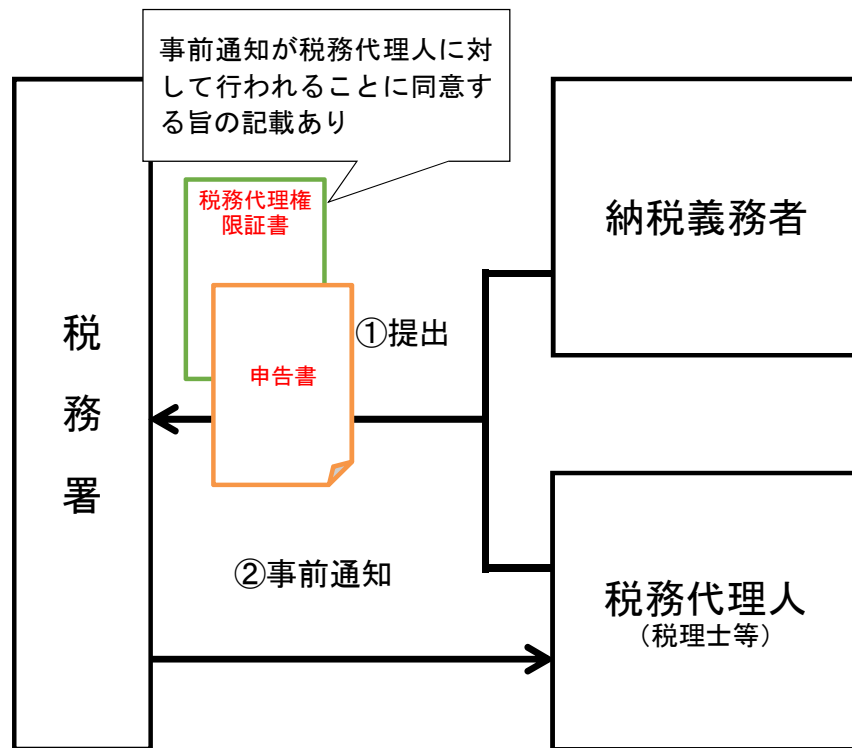 事前通知が税務代理人に対
して行われることに同意す
る旨の記載あり
税務代理権
限証書
申告書
①提出
納税義務者
税務署
②事前通知
税務代理人
（税理士等）